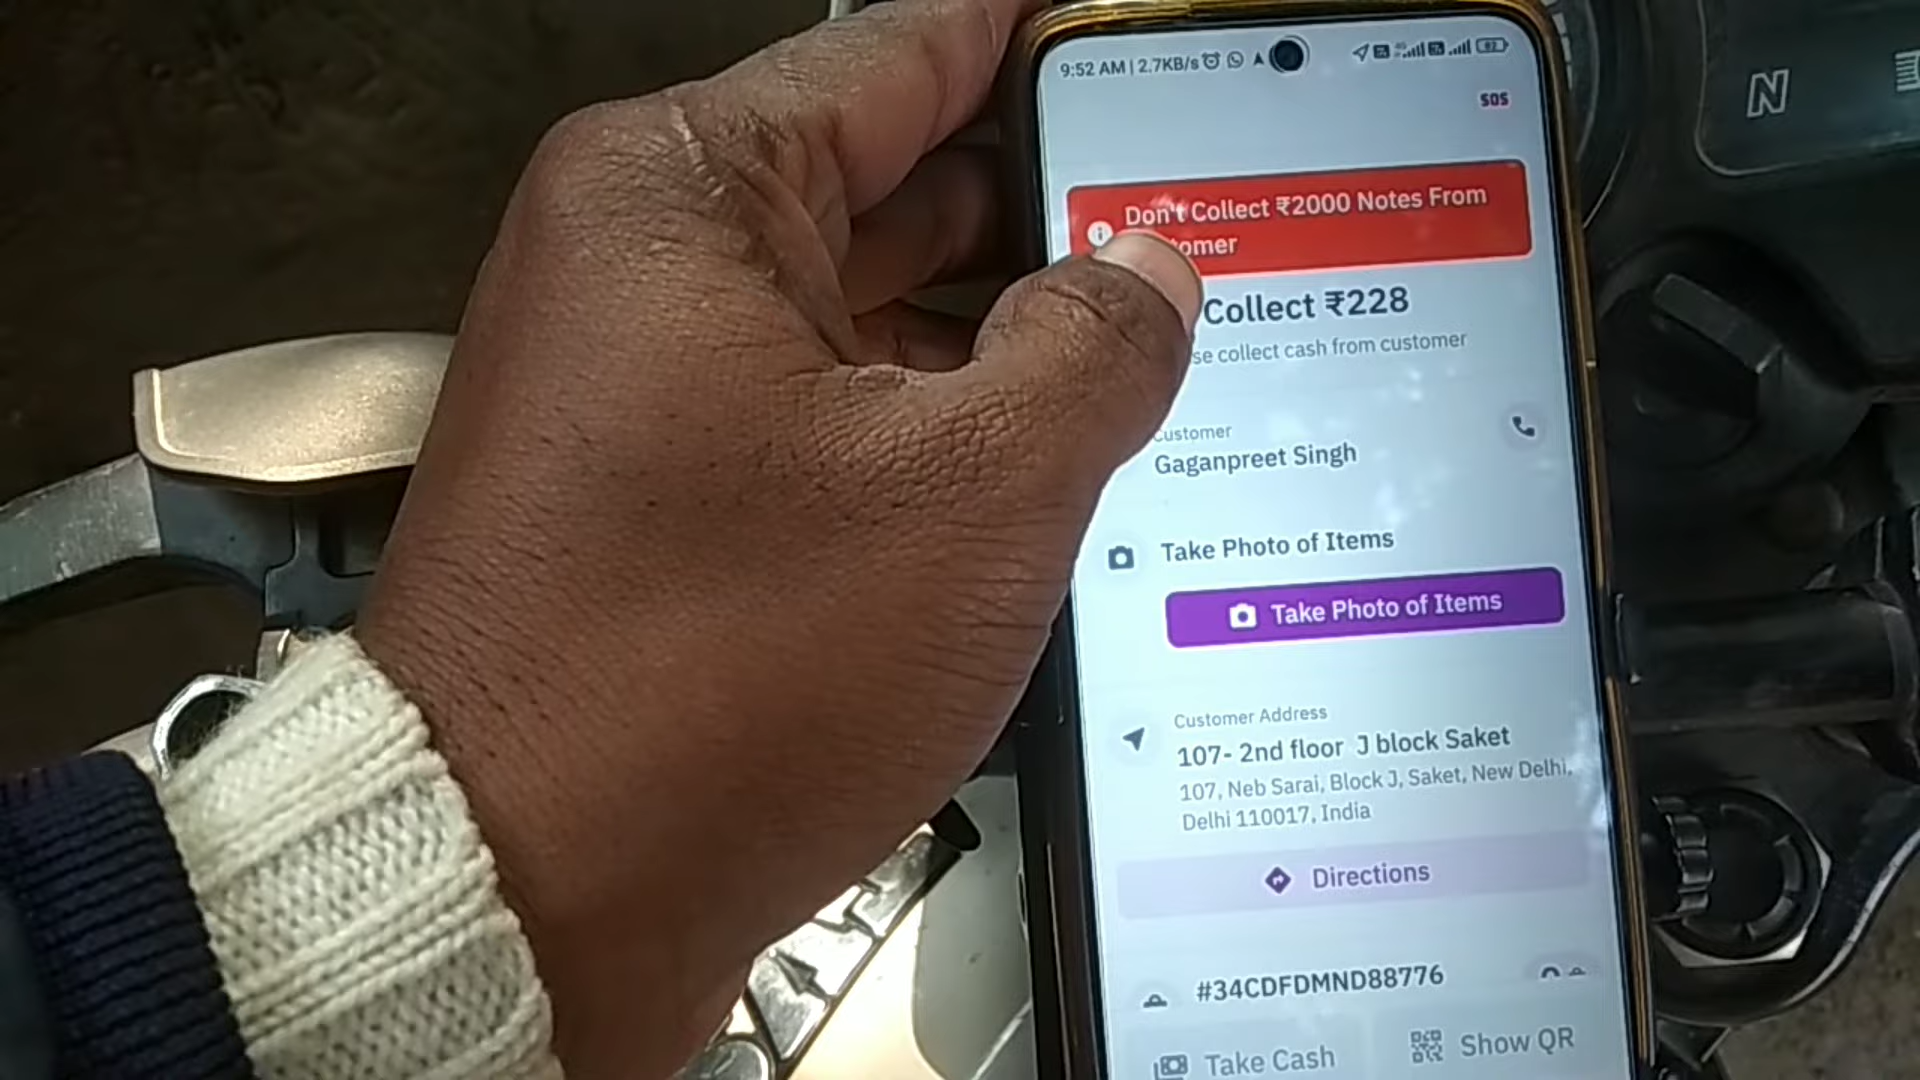 9:52 AM | 2.7KB/s
82
SOS
N
Don't Collect ₹2000 Notes From
Collect ₹228
collect cash from customer
Customer
Gaganpreet Singh
Take Photo of Items
Take Photo of Items
Customer Address
107- 2nd floor J block Saket
107, Neb Sarai, Block J, Saket, New Delhi,
Delhi 110017, India
Directions
#34CDFDMND88776
Take Cash
Show QR